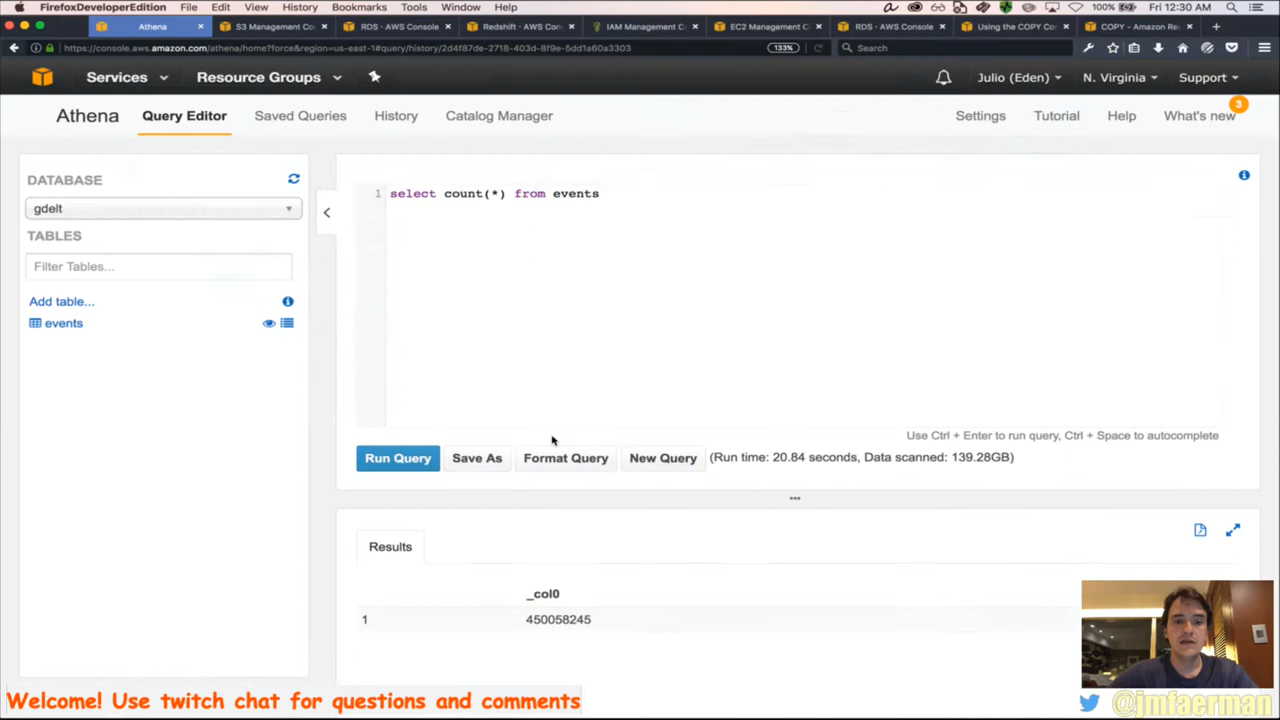 FirefoxDeveloperEdition File Edit View History Bookmarks Tools Window Help 100% Fri 12:30 AM
Athena S3 Management Co RDS - AWS Console Redshift - AWS Con IAM Management C EC2 Management C RDS - AWS Console Using the COPY Co COPY - Amazon Re
https://console.aws.amazon.com/athena/home?force&region=us-east-1#query/history/2d4f87de-2718-403d-8f9e-5dd1a60a3303 133% Search
Services Resource Groups Julio (Eden) N. Virginia Support
Athena Query Editor Saved Queries History Catalog Manager Settings Tutorial Help What's new 3
DATABASE
gdelt
TABLES
Filter Tables...
Add table...
events
1 select count(*) from events
Use Ctrl + Enter to run query, Ctrl + Space to autocomplete
Run Query Save As Format Query New Query (Run time: 20.84 seconds, Data scanned: 139.28GB)
Results
_col0
1 450058245
Welcome! Use twitch chat for questions and comments
@jmfaerman